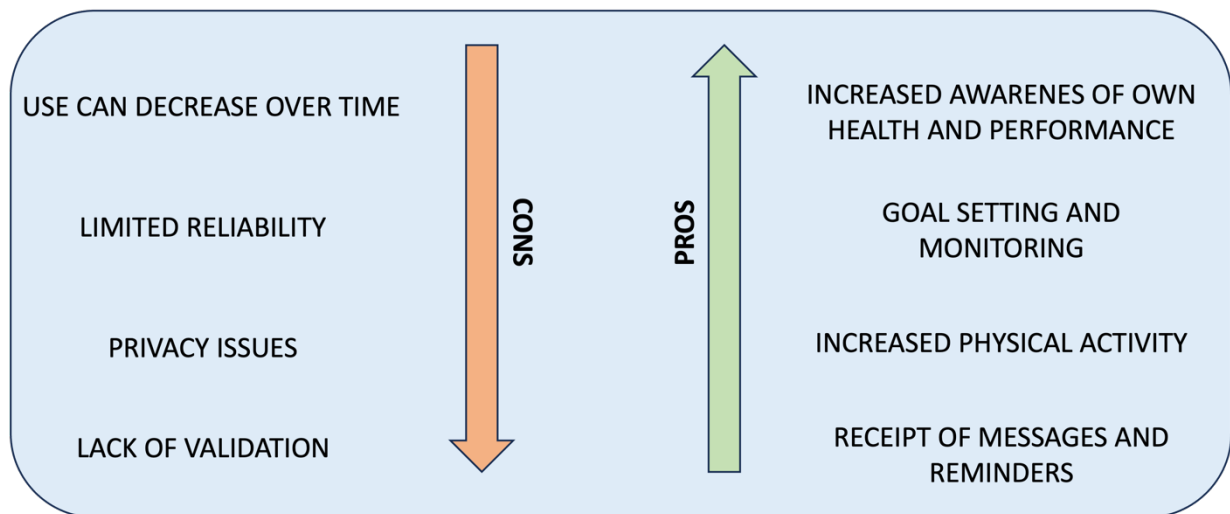 USE CAN DECREASE OVER TIME
LIMITED RELIABILITY
PRIVACY ISSUES
LACK OF VALIDATION
CONS
PROS
INCREASED AWARENES OF OWN
HEALTH AND PERFORMANCE
GOAL SETTING AND
MONITORING
INCREASED PHYSICAL ACTIVITY
RECEIPT OF MESSAGES AND
REMINDERS